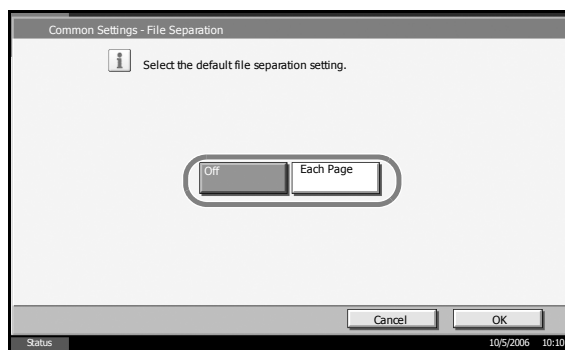 Common Settings - File Separation
i Select the default file separation setting.
Off Each Page
Cancel OK
Status 10/5/2006 10:10